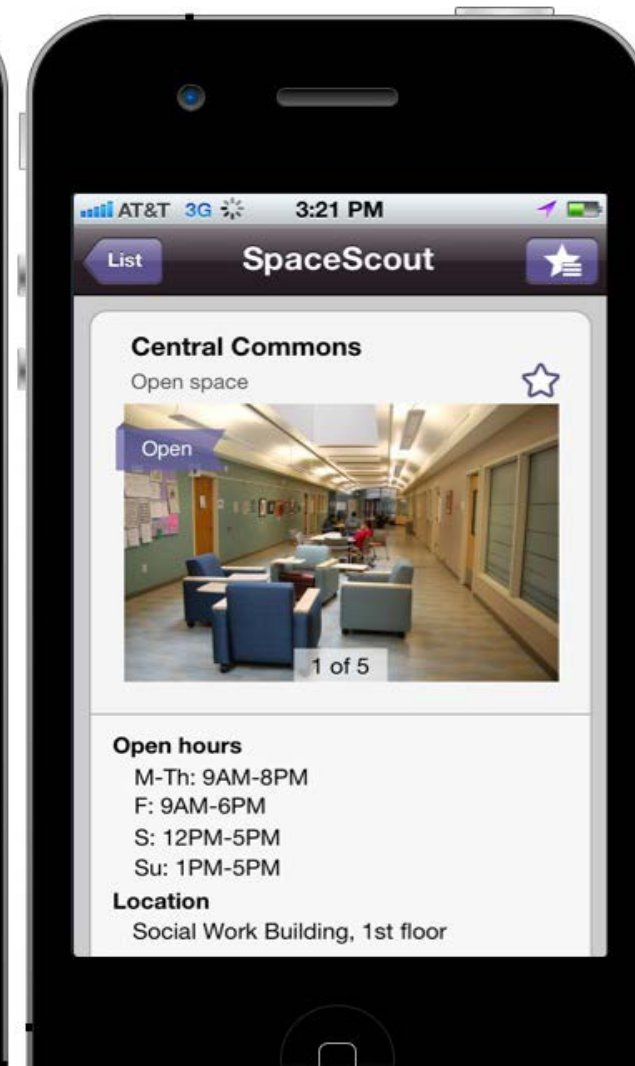 AT&T 3G 3:21 PM
List SpaceScout
Central Commons
Open space
Open
1 of 5
Open hours
M-Th: 9AM-8PM
F: 9AM-6PM
S: 12PM-5PM
Su: 1PM-5PM
Location
Social Work Building, 1st floor